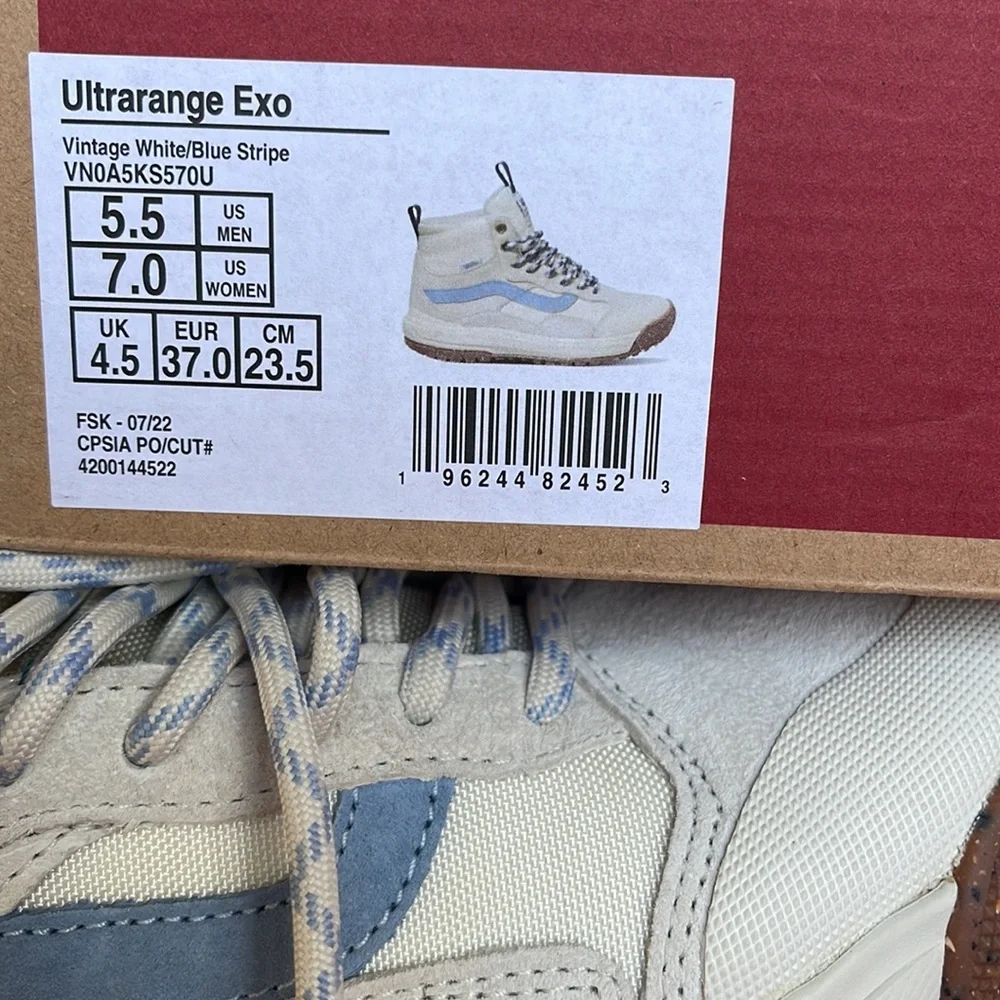 Ultrarange Exo
Vintage White/Blue Stripe
VN0A5KS570U
5.5 US MEN
7.0 US WOMEN
UK EUR CM
4.5 37.0 23.5
FSK - 07/22
CPSIA PO/CUT#
4200144522
1 96244 82452 3